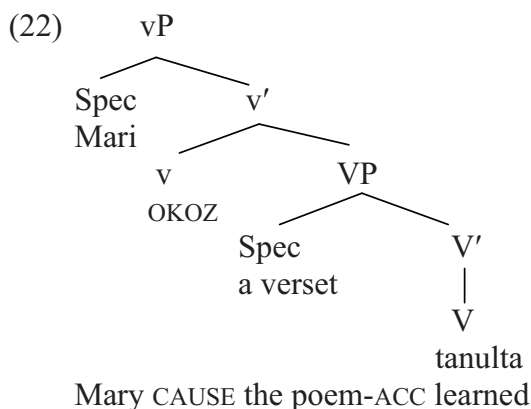 (22) vP
Spec v′
Mari
v VP
OKOZ
Spec V′
a verset
V
tanulta
Mary CAUSE the poem-ACC learned